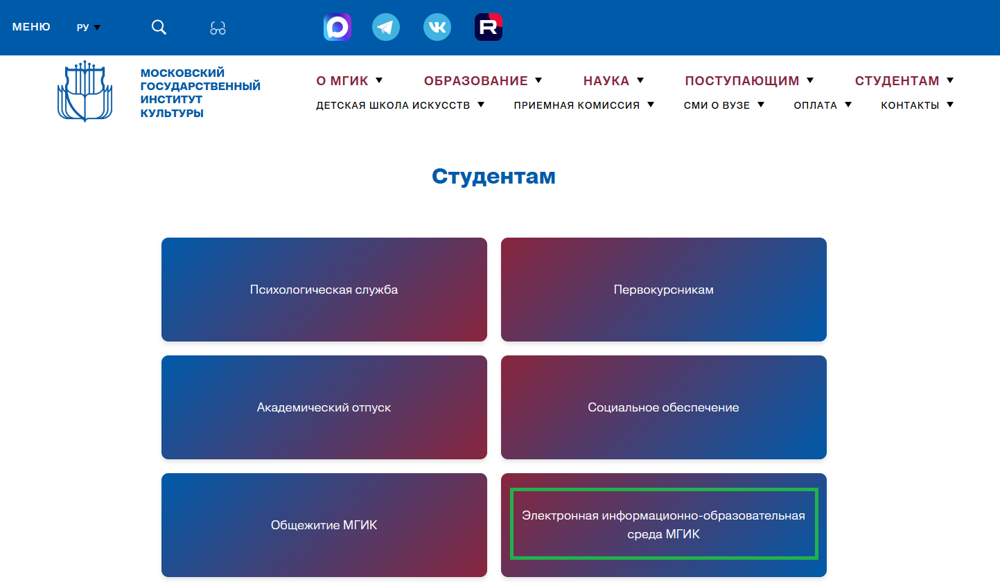 МЕНЮ РУ
МОСКОВСКИЙ
ГОСУДАРСТВЕННЫЙ
ИНСТИТУТ
КУЛЬТУРЫ
О МГИК ОБРАЗОВАНИЕ НАУКА ПОСТУПАЮЩИМ СТУДЕНТАМ
ДЕТСКАЯ ШКОЛА ИСКУССТВ ПРИЕМНАЯ КОМИССИЯ СМИ О ВУЗЕ ОПЛАТА КОНТАКТЫ
Студентам
Психологическая служба
Первокурсникам
Академический отпуск
Социальное обеспечение
Общежитие МГИК
Электронная информационно-образовательная
среда МГИК